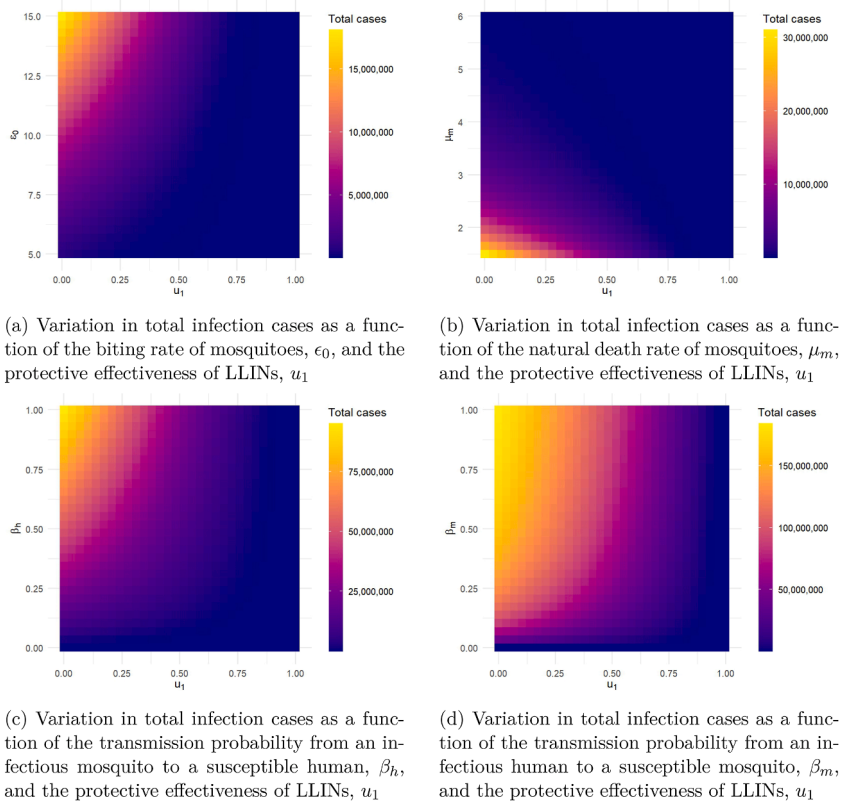 Total cases
15.0
12.5
10.0
7.5
5.0
ε0
0.00 0.25 0.50 0.75 1.00
u1
15,000,000
10,000,000
5,000,000
Total cases
6
5
4
3
2
μm
0.00 0.25 0.50 0.75 1.00
u1
30,000,000
20,000,000
10,000,000
(a) Variation in total infection cases as a func-
tion of the biting rate of mosquitoes, ϵ0, and the
protective effectiveness of LLINs, u1
(b) Variation in total infection cases as a func-
tion of the natural death rate of mosquitoes, μm,
and the protective effectiveness of LLINs, u1
Total cases
1.00
0.75
0.50
0.25
0.00
βh
0.00 0.25 0.50 0.75 1.00
u1
75,000,000
50,000,000
25,000,000
Total cases
1.00
0.75
0.50
0.25
0.00
βm
0.00 0.25 0.50 0.75 1.00
u1
150,000,000
100,000,000
50,000,000
(c) Variation in total infection cases as a func-
tion of the transmission probability from an in-
fectious mosquito to a susceptible human, βh,
and the protective effectiveness of LLINs, u1
(d) Variation in total infection cases as a func-
tion of the transmission probability from an in-
fectious human to a susceptible mosquito, βm,
and the protective effectiveness of LLINs, u1